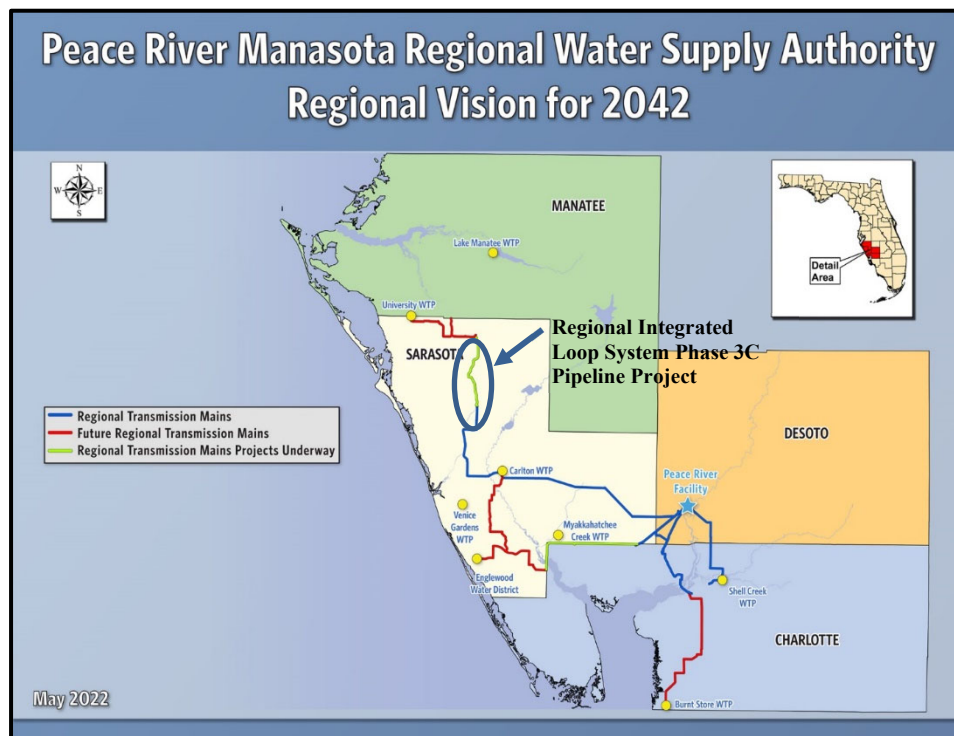 Peace River Manasota Regional Water Supply Authority
Regional Vision for 2042
N
W E
S
MANATEE
Lake Manatee WTP
Detail
Area
University WTP
Regional Integrated
Loop System Phase 3C
Pipeline Project
SARASOTA
Regional Transmission Mains
Future Regional Transmission Mains
Regional Transmission Mains Projects Underway
DESOTO
Carlton WTP
Peace River
Facility
Venice
Gardens
WTP
Myakkahatchee
Creek WTP
Englewood
Water District
Shell Creek
WTP
CHARLOTTE
Burnt Store WTP
May 2022